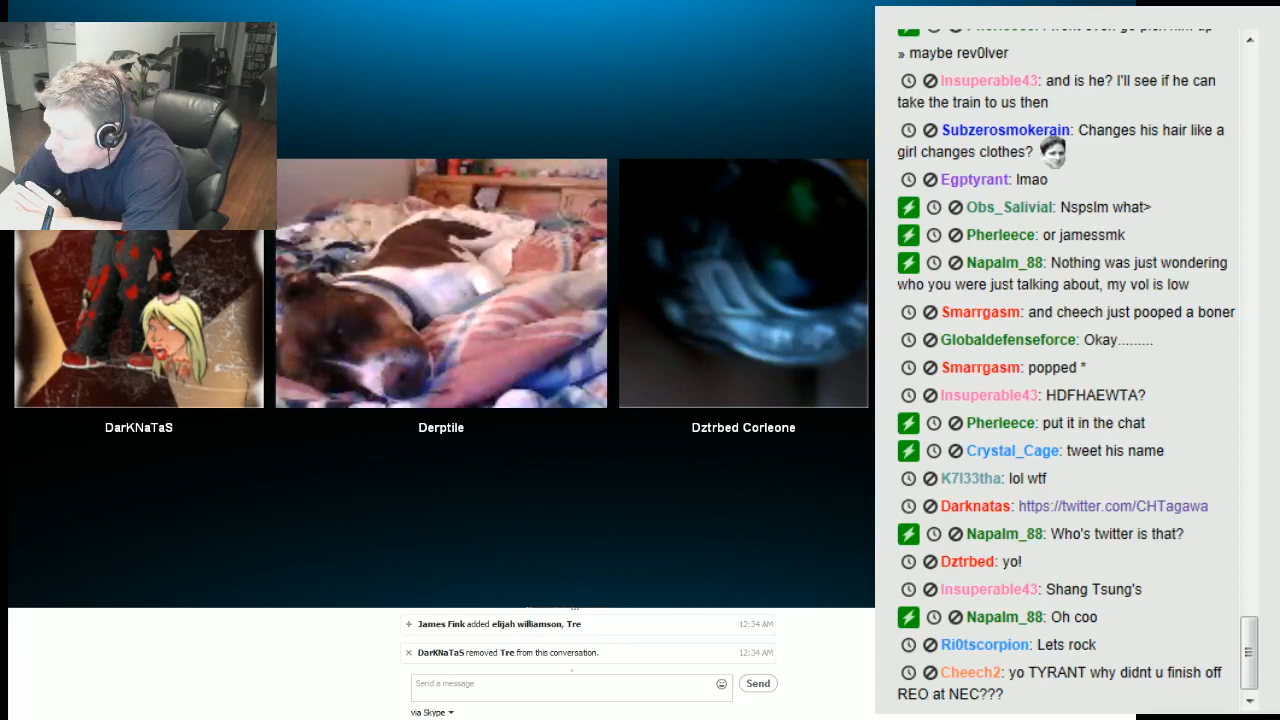 DarKNaTaS
Derptile
Dztrbed Corleone
James Fink added elijah williamson, Tre 12:34 AM
DarKNaTaS removed Tre from this conversation. 12:34 AM
Send a message
Send
via Skype
» maybe rev0lver
Insuperable43: and is he? I'll see if he can
take the train to us then
Subzerosmokerain: Changes his hair like a
girl changes clothes?
Egptyrant: lmao
Obs_Salivial: Nspslm what>
Pherleece: or jamessmk
Napalm_88: Nothing was just wondering
who you were just talking about, my vol is low
Smarrgasm: and cheech just pooped a boner
Globaldefenseforce: Okay.........
Smarrgasm: popped *
Insuperable43: HDFHAEWTA?
Pherleece: put it in the chat
Crystal_Cage: tweet his name
K7l33tha: lol wtf
Darknatas: https://twitter.com/CHTagawa
Napalm_88: Who's twitter is that?
Dztrbed: yo!
Insuperable43: Shang Tsung's
Napalm_88: Oh coo
Ri0tscorpion: Lets rock
Cheech2: yo TYRANT why didnt u finish off
REO at NEC???